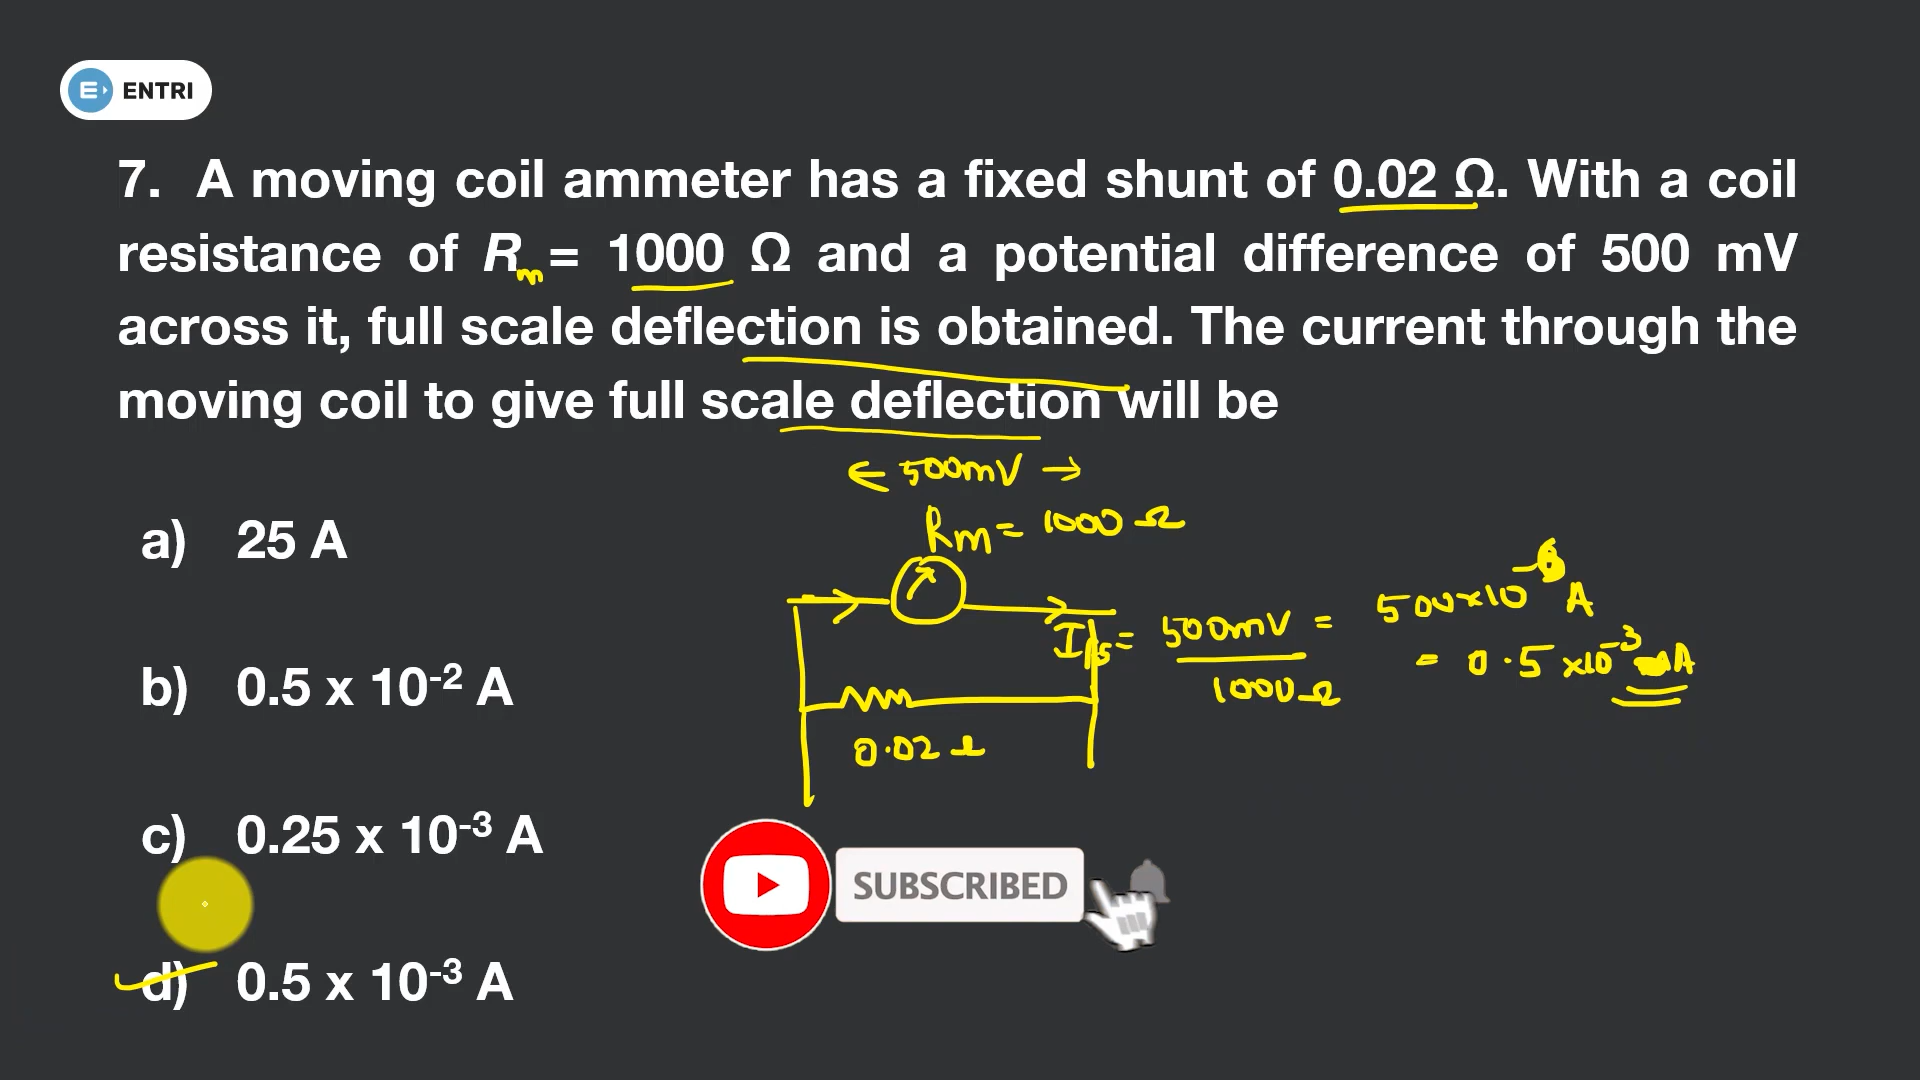 E ENTRI
7. A moving coil ammeter has a fixed shunt of 0.02 Ω. With a coil
resistance of Rm = 1000 Ω and a potential difference of 500 mV
across it, full scale deflection is obtained. The current through the
moving coil to give full scale deflection will be
500mV
Rm = 1000 Ω
Ifs = 500mV / 1000 Ω = 500x10⁻⁶ A
= 0.5 x10⁻³ A
0.02 Ω
a) 25 A
b) 0.5 x 10⁻² A
c) 0.25 x 10⁻³ A
d) 0.5 x 10⁻³ A
SUBSCRIBED